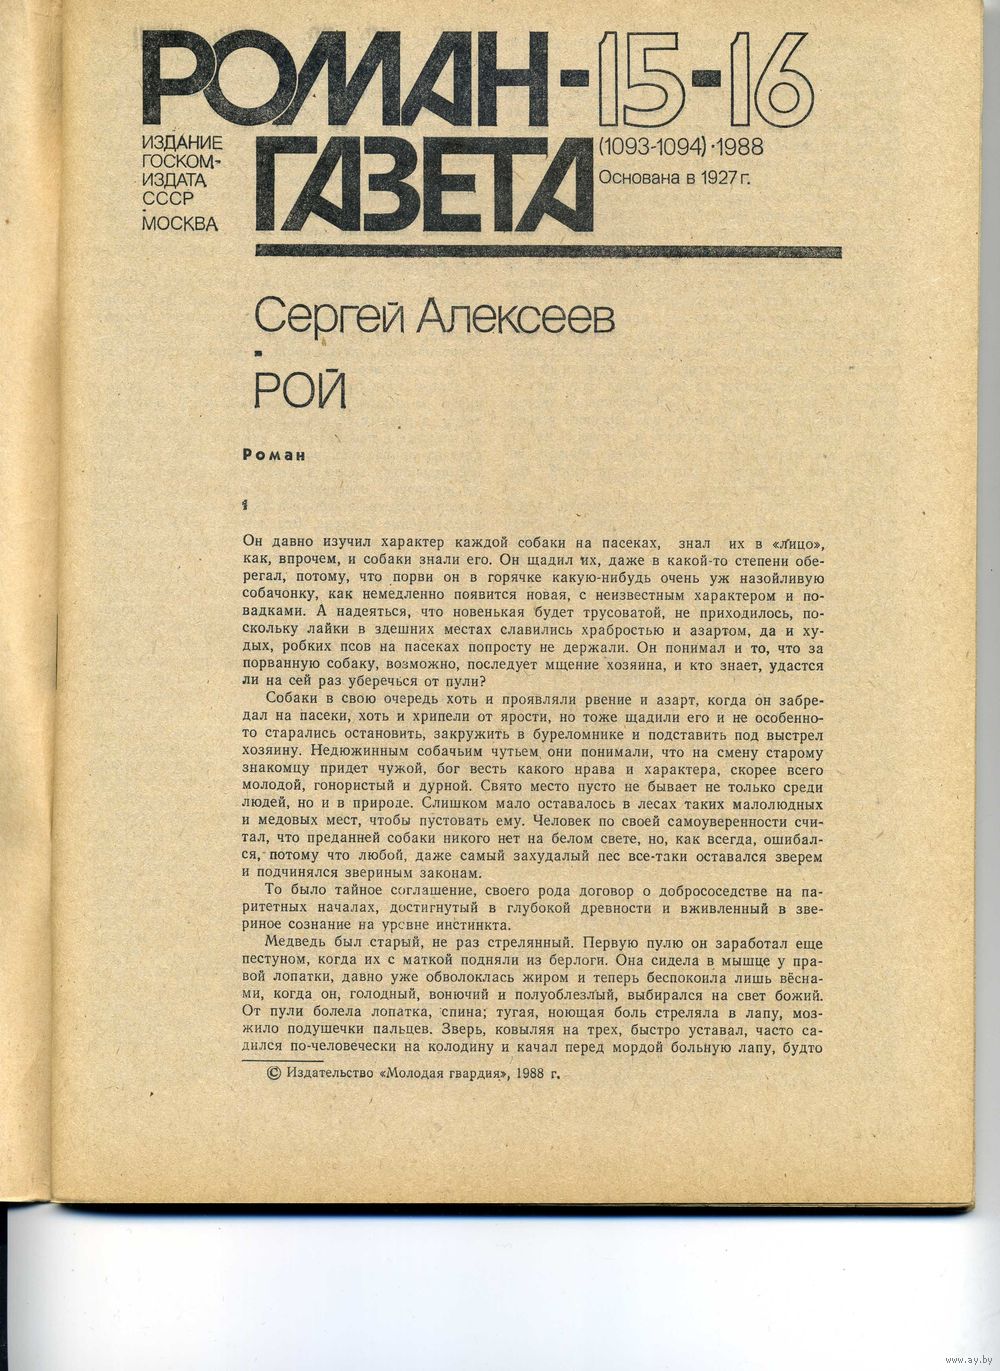 РОМАН-15-16
ГАЗЕТА
(1093-1094)·1988
Основана в 1927 г.
ИЗДАНИЕ
ГОСКОМ-
ИЗДАТА
СССР
МОСКВА
Сергей Алексеев
РОЙ
Роман
1
Он давно изучил характер каждой собаки на пасеках, знал их в «лицо»,
как, впрочем, и собаки знали его. Он щадил их, даже в какой-то степени обе-
регал, потому, что порви он в горячке какую-нибудь очень уж назойливую
собачонку, как немедленно появится новая, с неизвестным характером и по-
вадками. А надеяться, что новенькая будет трусоватой, не приходилось, по-
скольку лайки в здешних местах славились храбростью и азартом, да и ху-
дых, робких псов на пасеках попросту не держали. Он понимал и то, что за
порванную собаку, возможно, последует мщение хозяина, и кто знает, удастся
ли на сей раз уберечься от пули?
Собаки в свою очередь хоть и проявляли рвение и азарт, когда он забре-
дал на пасеки, хоть и хрипели от ярости, но тоже щадили его и не особенно-
то старались остановить, закружить в буреломнике и подставить под выстрел
хозяину. Недюжинным собачьим чутьем они понимали, что на смену старому
знакомцу придет чужой, бог весть какого нрава и характера, скорее всего
молодой, гонористый и дурной. Свято место пусто не бывает не только среди
людей, но и в природе. Слишком мало оставалось в лесах таких малолюдных
и медовых мест, чтобы пустовать ему. Человек по своей самоуверенности счи-
тал, что преданней собаки никого нет на белом свете, но, как всегда, ошибал-
ся, потому что любой, даже самый захудалый пес все-таки оставался зверем
и подчинялся звериным законам.
То было тайное соглашение, своего рода договор о добрососедстве на па-
ритетных началах, достигнутый в глубокой древности и вживленный в зве-
риное сознание на уровне инстинкта.
Медведь был старый, не раз стрелянный. Первую пулю он заработал еще
пестуном, когда их с маткой подняли из берлоги. Она сидела в мышце у пра-
вой лопатки, давно уже обволоклась жиром и теперь беспокоила лишь вёсна-
ми, когда он, голодный, вонючий и полуоблезлый, выбирался на свет божий.
От пули болела лопатка, спина; тугая, ноющая боль стреляла в лапу, моз-
жило подушечки пальцев. Зверь, ковыляя на трех, быстро уставал, часто са-
дился по-человечески на колодину и качал перед мордой больную лапу, будто
© Издательство «Молодая гвардия», 1988 г.
www.ay.by